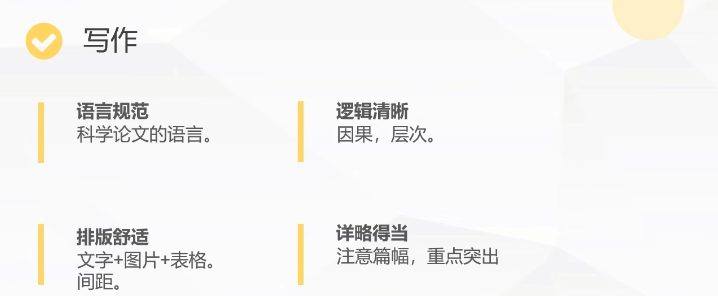 写作
语言规范
科学论文的语言。
逻辑清晰
因果，层次。
排版舒适
文字+图片+表格。
间距。
详略得当
注意篇幅，重点突出